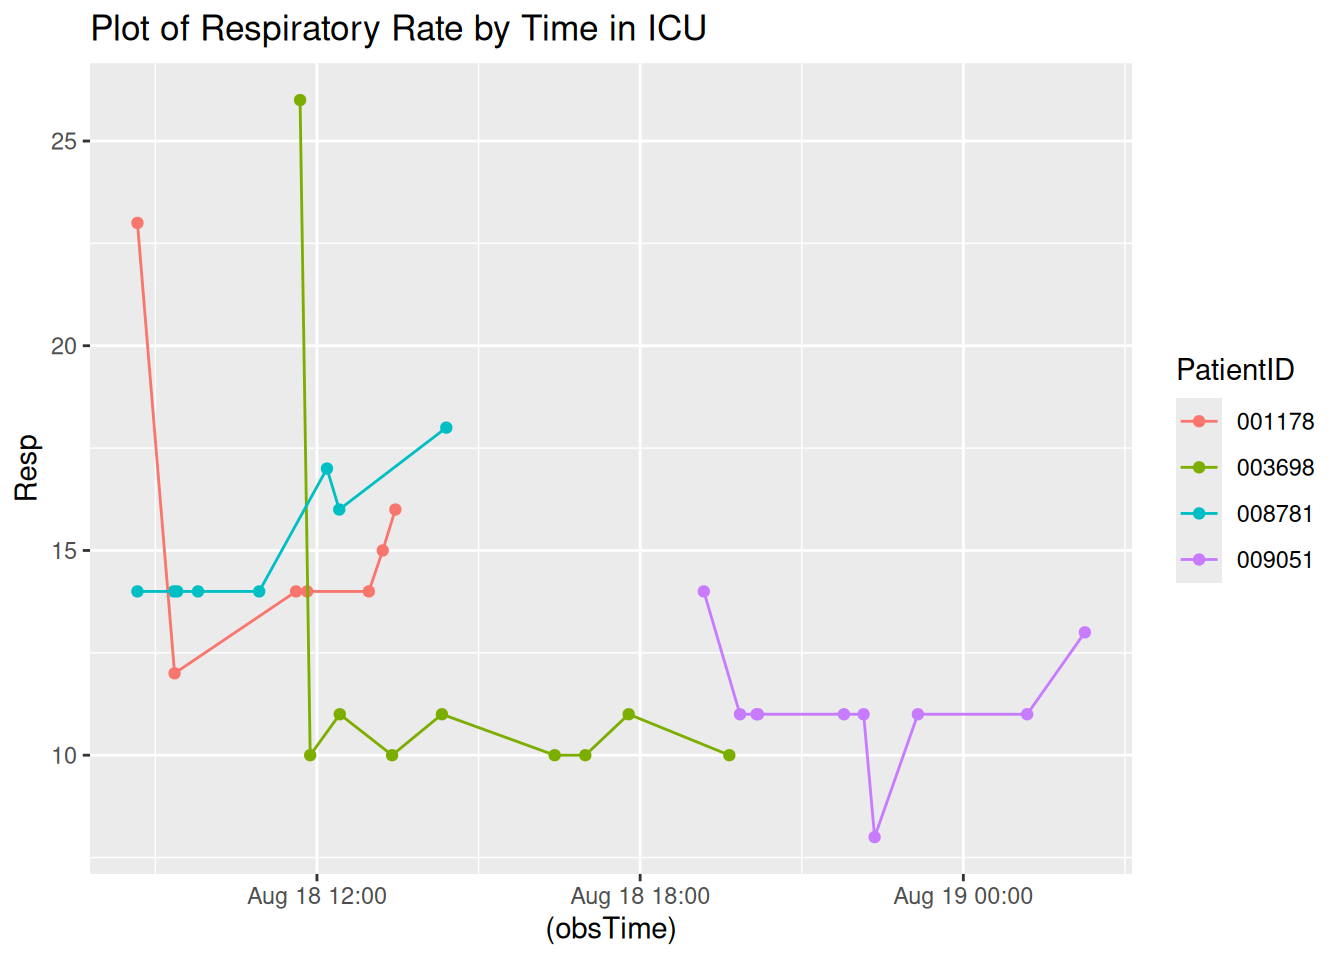 Plot of Respiratory Rate by Time in ICU
25
20
15
10
Resp
Aug 18 12:00
Aug 18 18:00
Aug 19 00:00
(obsTime)
PatientID
001178
003698
008781
009051